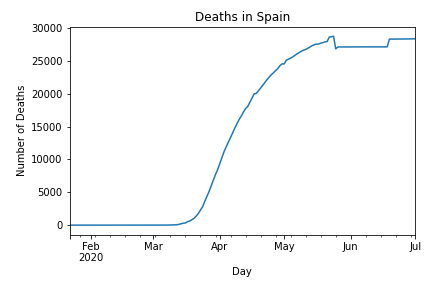 Deaths in Spain
Number of Deaths
30000
25000
20000
15000
10000
5000
0
Feb
2020
Mar
Apr
May
Jun
Jul
Day